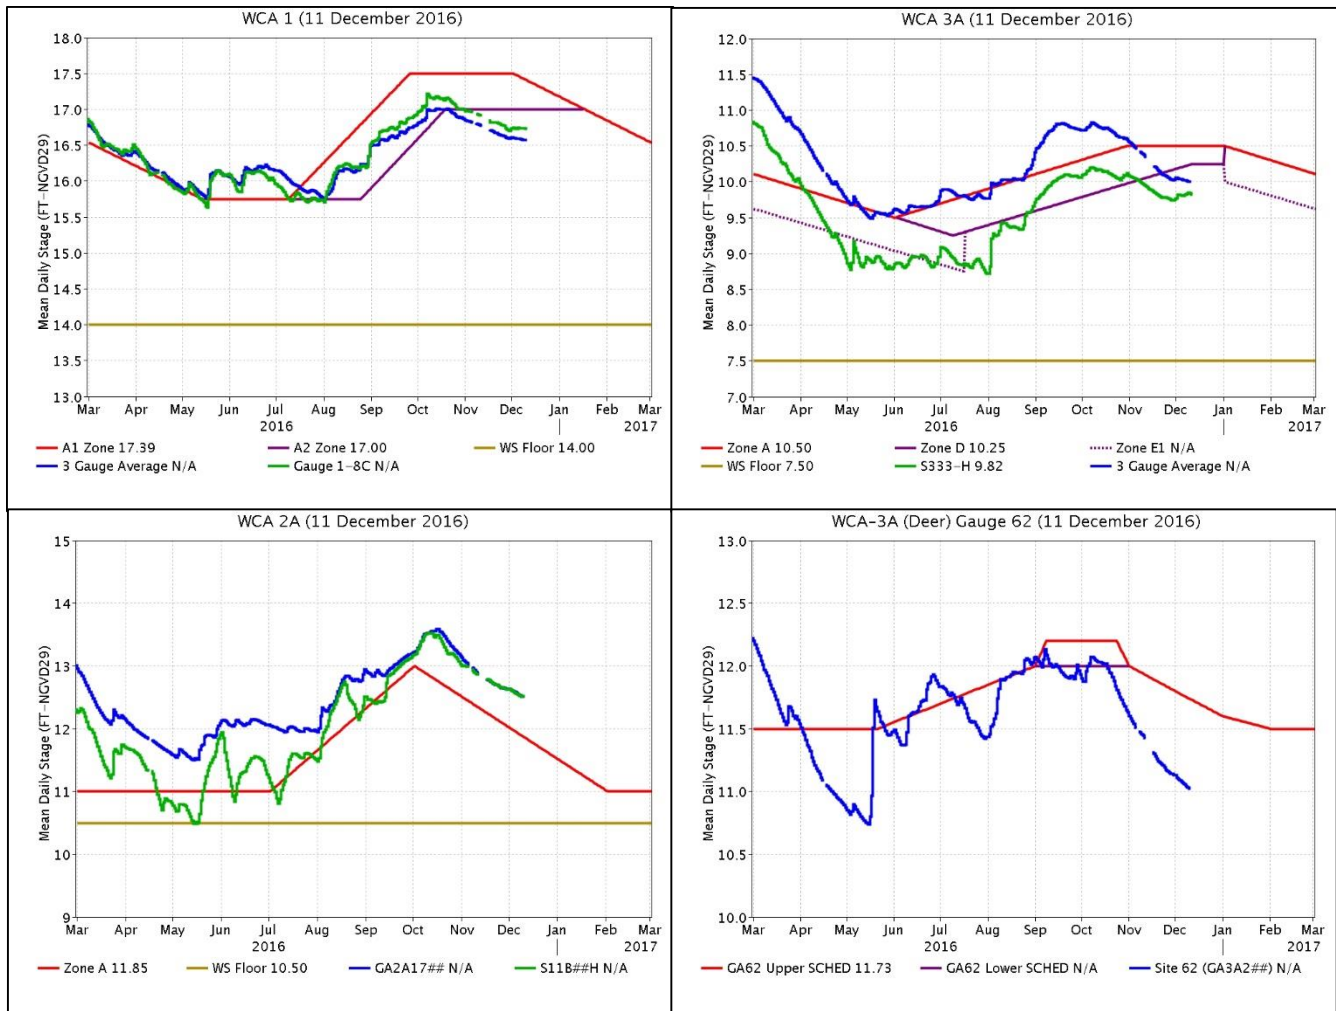 WCA 1 (11 December 2016)
Mean Daily Stage (FT-NGVD29)
18.0
17.5
17.0
16.5
16.0
15.5
15.0
14.5
14.0
13.5
13.0
Mar Apr May Jun Jul Aug Sep Oct Nov Dec Jan Feb Mar
2016 | 2017
A1 Zone 17.39 A2 Zone 17.00 WS Floor 14.00
3 Gauge Average N/A Gauge 1-8C N/A
WCA 3A (11 December 2016)
Mean Daily Stage (FT-NGVD29)
12.0
11.5
11.0
10.5
10.0
9.5
9.0
8.5
8.0
7.5
7.0
Mar Apr May Jun Jul Aug Sep Oct Nov Dec Jan Feb Mar
2016 | 2017
Zone A 10.50 Zone D 10.25 Zone E1 N/A
WS Floor 7.50 S333-H 9.82 3 Gauge Average N/A
WCA 2A (11 December 2016)
Mean Daily Stage (FT-NGVD29)
15
14
13
12
11
10
9
Mar Apr May Jun Jul Aug Sep Oct Nov Dec Jan Feb Mar
2016 | 2017
Zone A 11.85 WS Floor 10.50 GA2A17## N/A S11B##H N/A
WCA-3A (Deer) Gauge 62 (11 December 2016)
Mean Daily Stage (FT-NGVD29)
13.0
12.5
12.0
11.5
11.0
10.5
10.0
Mar Apr May Jun Jul Aug Sep Oct Nov Dec Jan Feb Mar
2016 | 2017
GA62 Upper SCHED 11.73 GA62 Lower SCHED N/A Site 62 (GA3A2##) N/A